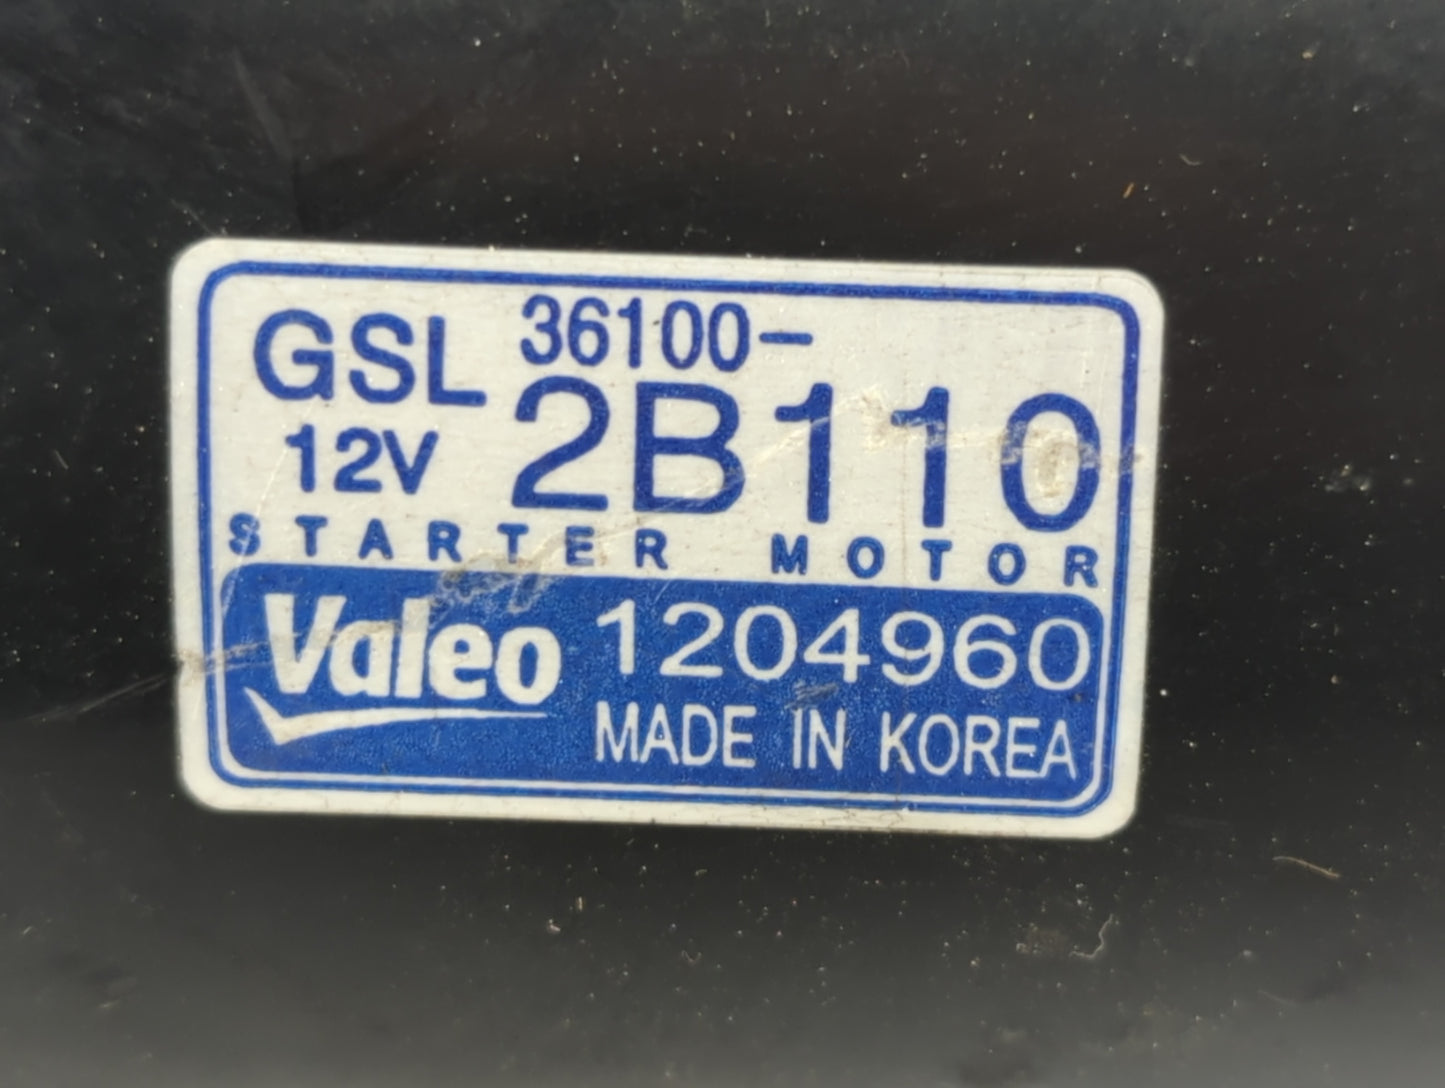 GSL 36100-
12V 2B110
STARTER MOTOR
Valeo 1204960
MADE IN KOREA